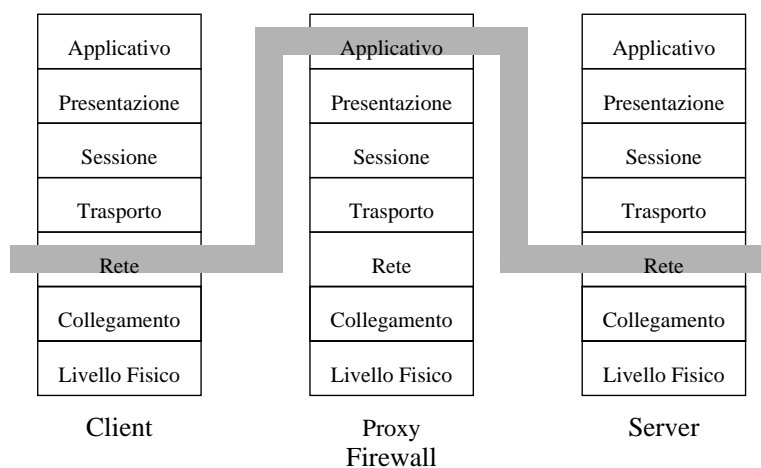 Applicativo
Presentazione
Sessione
Trasporto
Rete
Collegamento
Livello Fisico
Client
Applicativo
Presentazione
Sessione
Trasporto
Rete
Collegamento
Livello Fisico
Proxy
Firewall
Applicativo
Presentazione
Sessione
Trasporto
Rete
Collegamento
Livello Fisico
Server